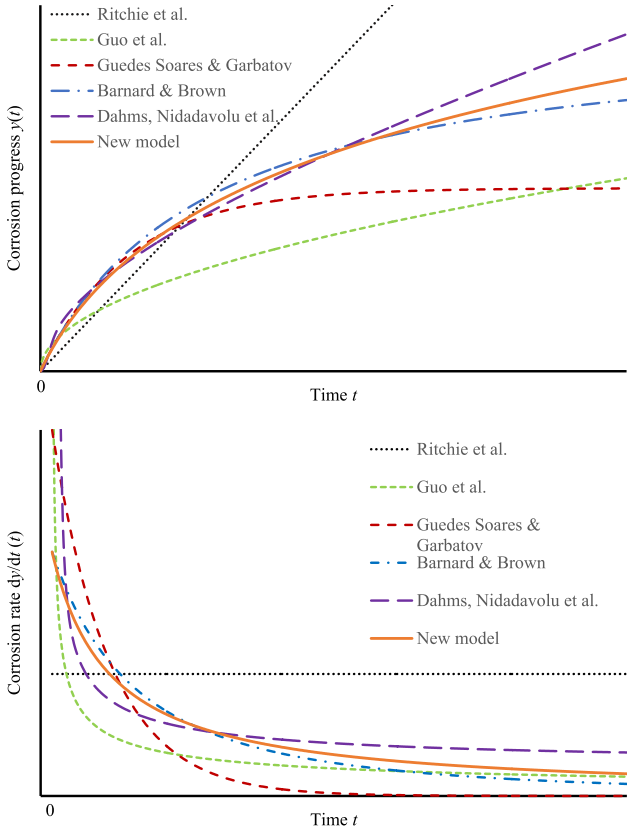 Ritchie et al.
Guo et al.
Guedes Soares & Garbatov
Barnard & Brown
Dahms, Nidadavolu et al.
New model
Corrosion progress y(t)
0
Time t
Ritchie et al.
Guo et al.
Guedes Soares &
Garbatov
Barnard & Brown
Dahms, Nidadavolu et al.
New model
Corrosion rate dy/dt (t)
0
Time t